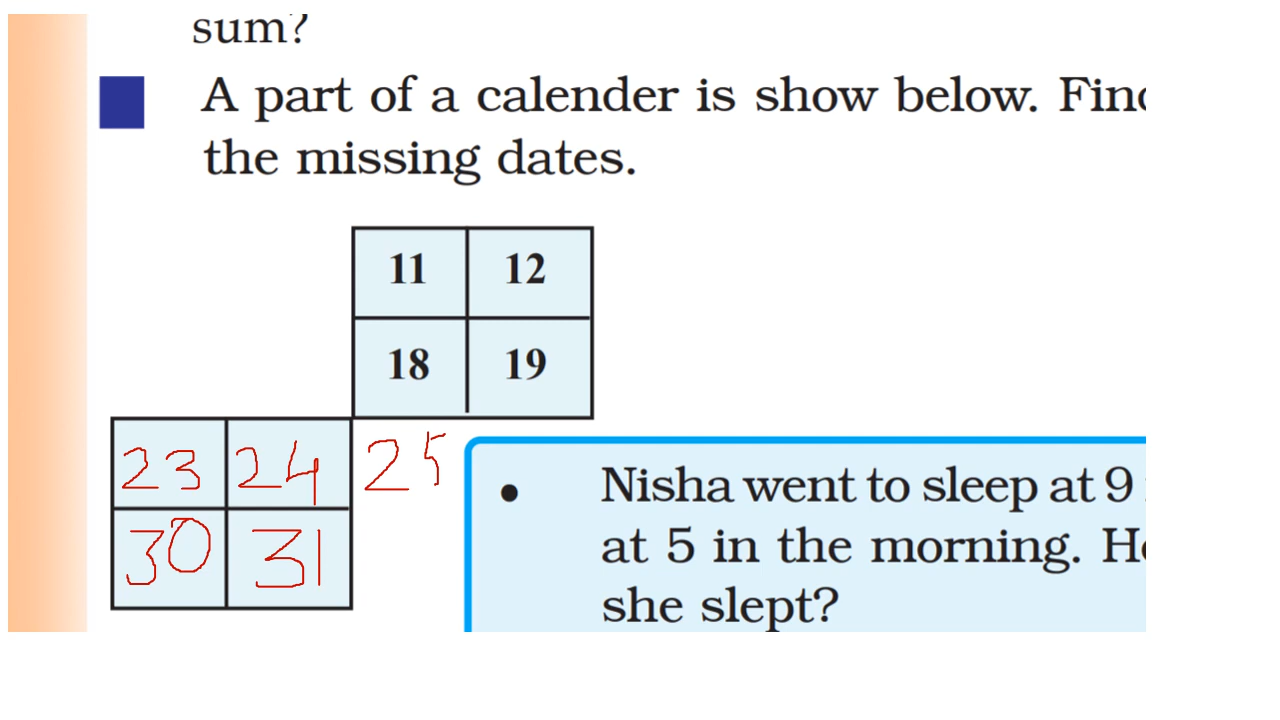 sum?
A part of a calender is show below. Find
the missing dates.
11 12
18 19
23 24 25
30 31
Nisha went to sleep at 9
at 5 in the morning. H
she slept?